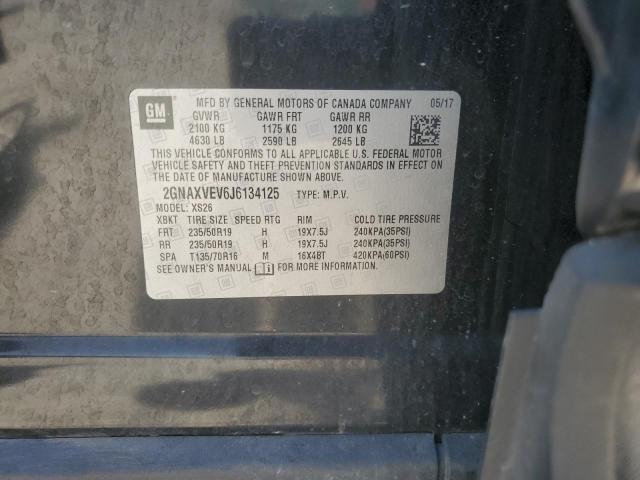 GM
MFD BY GENERAL MOTORS OF CANADA COMPANY 05/17
GVWR GAWR FRT GAWR RR
2100 KG 1175 KG 1200 KG
4630 LB 2590 LB 2645 LB
THIS VEHICLE CONFORMS TO ALL APPLICABLE U.S. FEDERAL MOTOR
VEHICLE SAFETY AND THEFT PREVENTION STANDARDS IN EFFECT ON
THE DATE OF MANUFACTURE SHOWN ABOVE.
2GNAXVEV6J6134125 TYPE: M.P.V.
MODEL: XS26
XBKT TIRE SIZE SPEED RTG RIM COLD TIRE PRESSURE
FRT 235/50R19 H 19X7.5J 240KPA(35PSI)
RR 235/50R19 H 19X7.5J 240KPA(35PSI)
SPA T135/70R16 M 16X4BT 420KPA(60PSI)
SEE OWNER'S MANUAL FOR MORE INFORMATION.